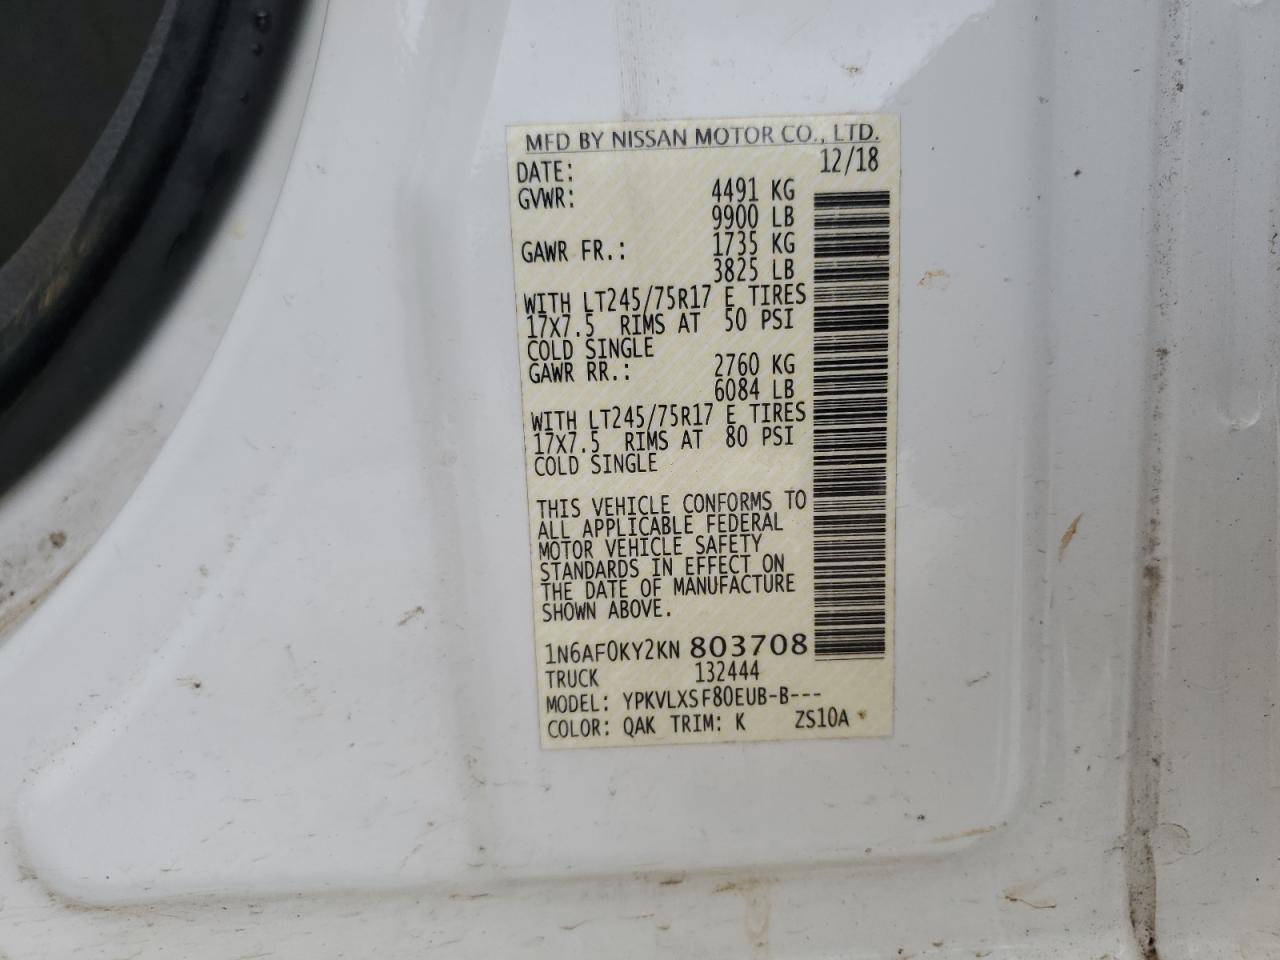 MFD BY NISSAN MOTOR CO., LTD.
DATE: 12/18
GVWR: 4491 KG
9900 LB
GAWR FR.: 1735 KG
3825 LB
WITH LT245/75R17 E TIRES
17X7.5 RIMS AT 50 PSI
COLD SINGLE
GAWR RR.: 2760 KG
6084 LB
WITH LT245/75R17 E TIRES
17X7.5 RIMS AT 80 PSI
COLD SINGLE
THIS VEHICLE CONFORMS TO
ALL APPLICABLE FEDERAL
MOTOR VEHICLE SAFETY
STANDARDS IN EFFECT ON
THE DATE OF MANUFACTURE
SHOWN ABOVE.
1N6AF0KY2KN 803708
TRUCK 132444
MODEL: YPKVLXSF80EUB-B---
COLOR: QAK TRIM: K ZS10A